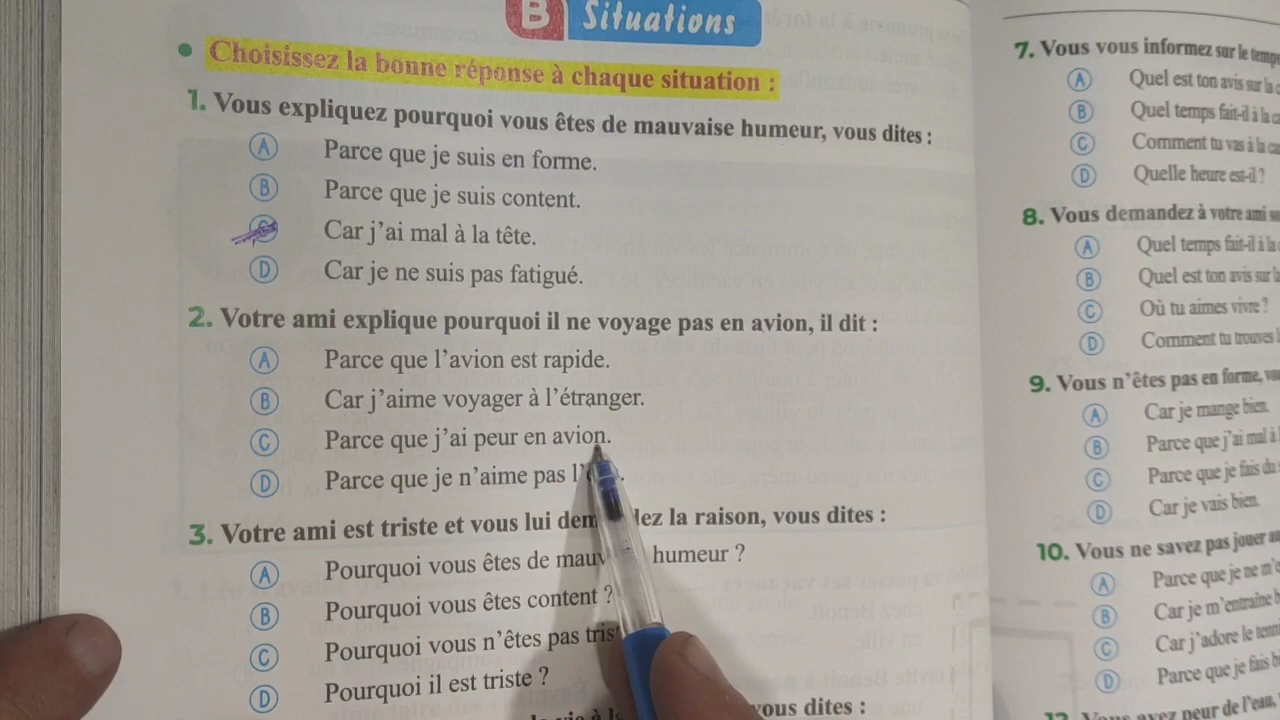 B Situations
• Choisissez la bonne réponse à chaque situation :
1. Vous expliquez pourquoi vous êtes de mauvaise humeur, vous dites :
A Parce que je suis en forme.
B Parce que je suis content.
C Car j'ai mal à la tête.
D Car je ne suis pas fatigué.
2. Votre ami explique pourquoi il ne voyage pas en avion, il dit :
A Parce que l'avion est rapide.
B Car j'aime voyager à l'étranger.
C Parce que j'ai peur en avion.
D Parce que je n'aime pas
3. Votre ami est triste et vous lui la raison, vous dites :
A Pourquoi vous êtes de humeur ?
B Pourquoi vous êtes content ?
C Pourquoi vous n'êtes pas
D Pourquoi il est triste ?
vous dites :
7. Vous vous informez sur le
A Quel est ton avis sur la
B Quel temps fait-il à la
C Comment tu vas à la
D Quelle heure est-il ?
8. Vous demandez à votre ami
A Quel temps fait-il à la
B Quel est ton avis sur
C Où tu aimes vivre ?
D Comment tu trouves
9. Vous n'êtes pas en forme,
A Car je mange bien.
B Parce que j'ai mal à
C Parce que je fais du
D Car je vais bien.
10. Vous ne savez pas jouer
A Parce que je ne
B Car je m'entraîne
C Car j'adore le
D Parce que je fais
peur de l'eau,